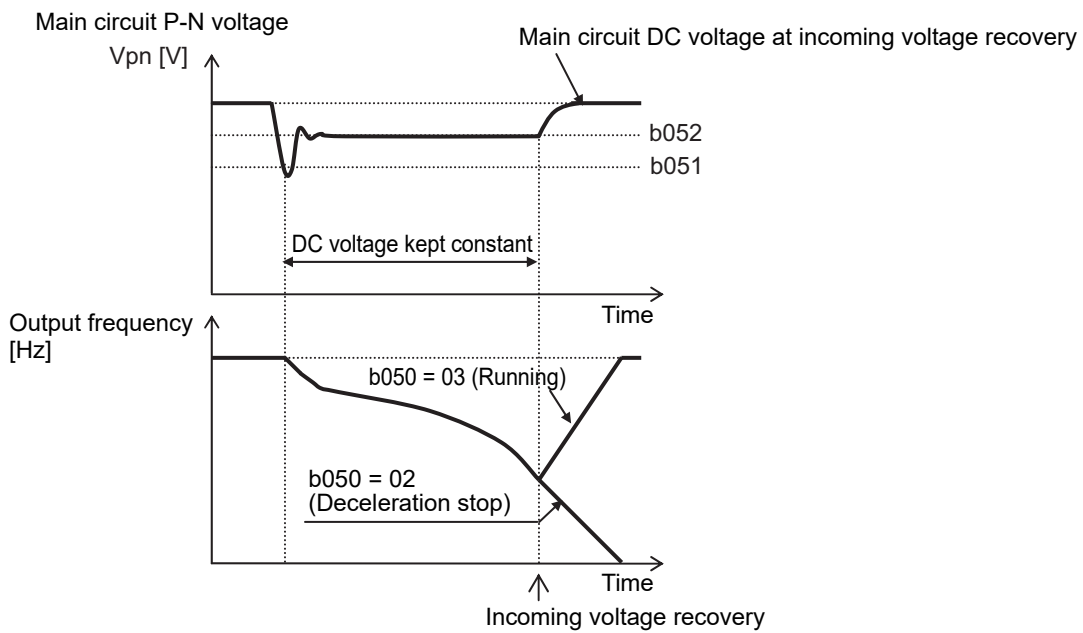 Main circuit P-N voltage
Vpn [V]
Main circuit DC voltage at incoming voltage recovery
b052
b051
DC voltage kept constant
Time
Output frequency
[Hz]
b050 = 03 (Running)
b050 = 02
(Deceleration stop)
Time
Incoming voltage recovery